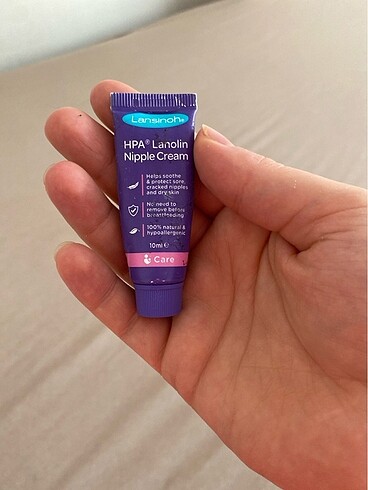 Lansinoh®
HPA® Lanolin
Nipple Cream
Helps soothe
& protect sore,
cracked nipples
and dry skin
No need to
remove before
breastfeeding
100% natural &
hypoallergenic
10ml ℮
Care